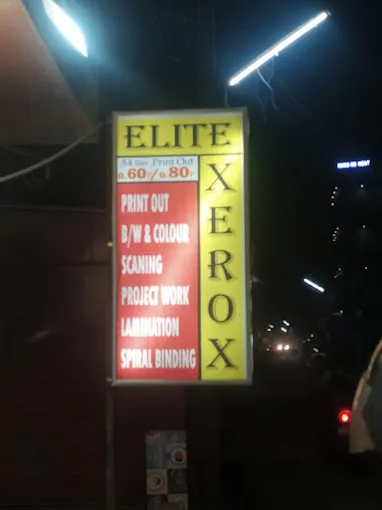 ELITE
XEROX
A4 Size Print Out
60/ 80
PRINT OUT
B/W & COLOUR
SCANING
PROJECT WORK
LAMINATION
SPIRAL BINDING